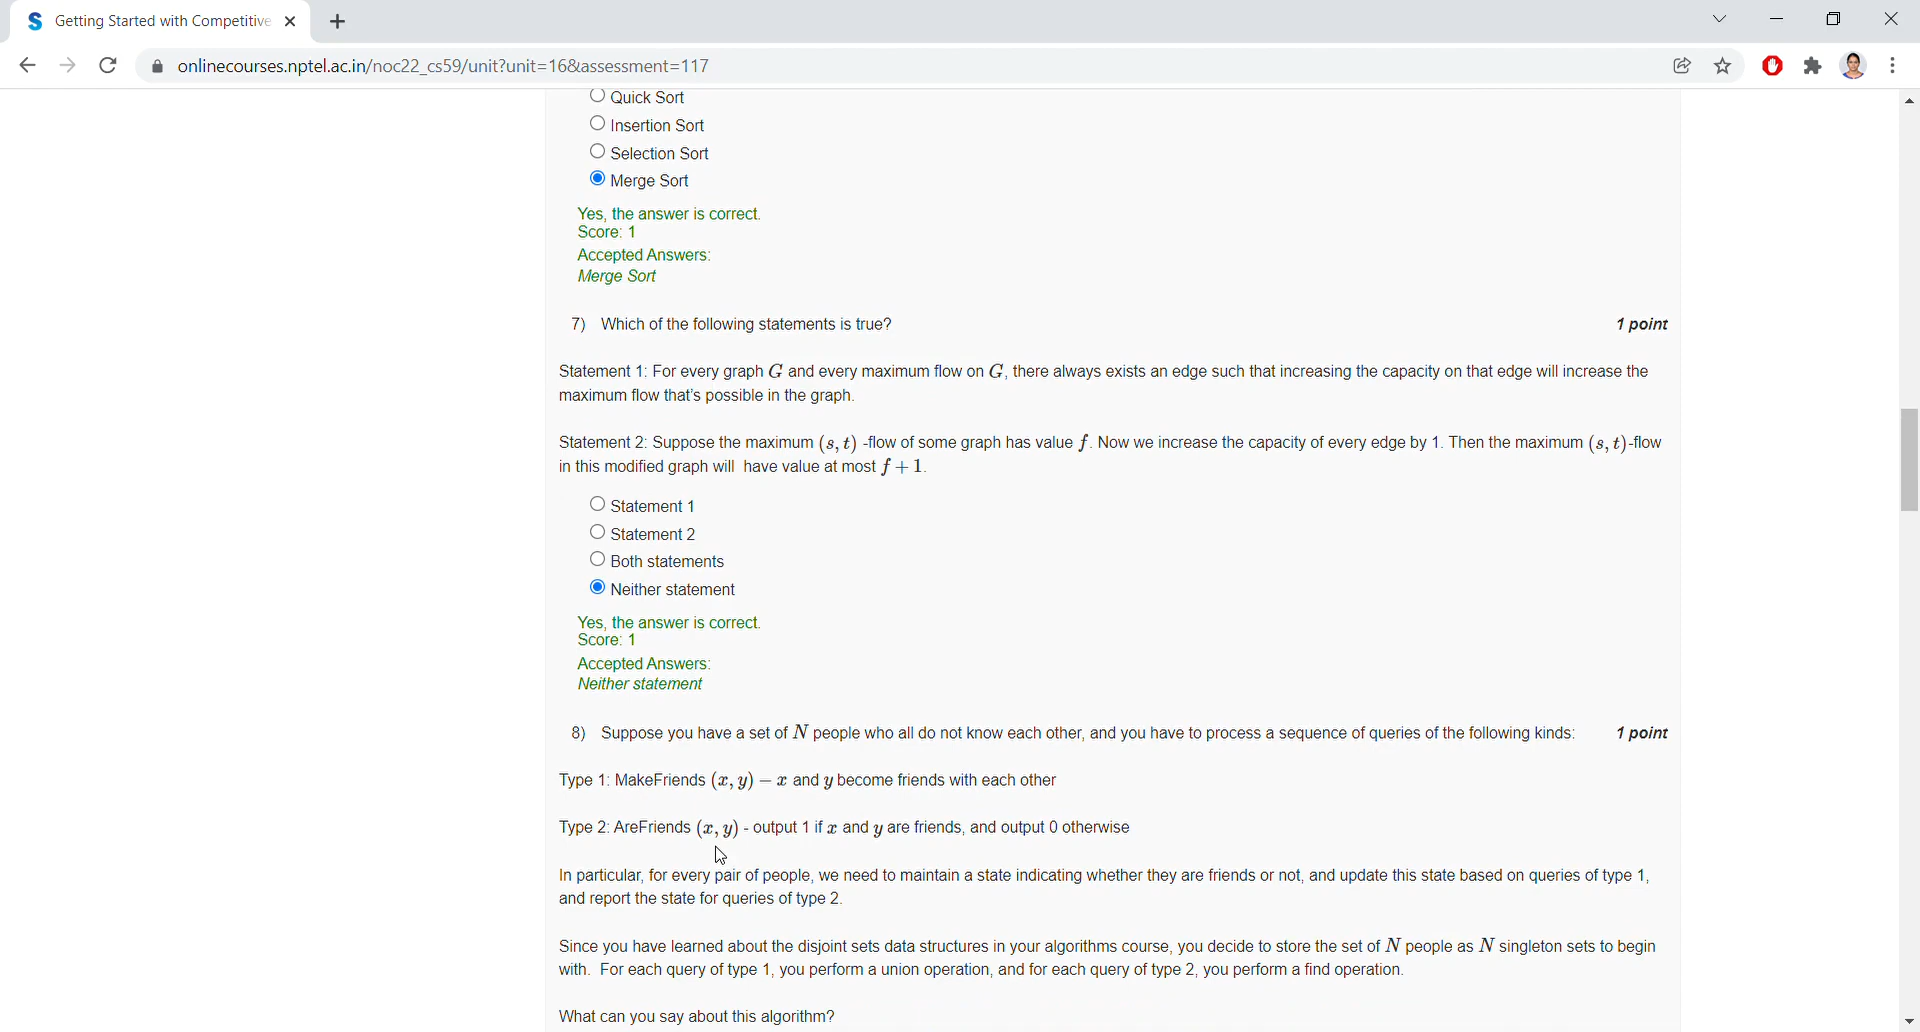 Getting Started with Competitive
onlinecourses.nptel.ac.in/noc22_cs59/unit?unit=16&assessment=117
Quick Sort
Insertion Sort
Selection Sort
Merge Sort
Yes, the answer is correct.
Score: 1
Accepted Answers:
Merge Sort
7) Which of the following statements is true? 1 point
Statement 1: For every graph G and every maximum flow on G, there always exists an edge such that increasing the capacity on that edge will increase the
maximum flow that's possible in the graph.
Statement 2: Suppose the maximum (s, t) -flow of some graph has value f. Now we increase the capacity of every edge by 1. Then the maximum (s, t)-flow
in this modified graph will have value at most f + 1.
Statement 1
Statement 2
Both statements
Neither statement
Yes, the answer is correct.
Score: 1
Accepted Answers:
Neither statement
8) Suppose you have a set of N people who all do not know each other, and you have to process a sequence of queries of the following kinds: 1 point
Type 1: MakeFriends (x, y) – x and y become friends with each other
Type 2: AreFriends (x, y) - output 1 if x and y are friends, and output 0 otherwise
In particular, for every pair of people, we need to maintain a state indicating whether they are friends or not, and update this state based on queries of type 1,
and report the state for queries of type 2.
Since you have learned about the disjoint sets data structures in your algorithms course, you decide to store the set of N people as N singleton sets to begin
with. For each query of type 1, you perform a union operation, and for each query of type 2, you perform a find operation.
What can you say about this algorithm?